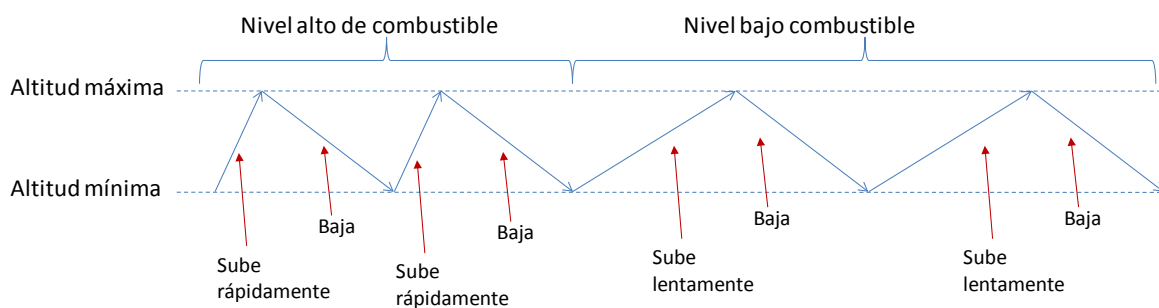 Nivel alto de combustible
Nivel bajo combustible
Altitud máxima
Altitud mínima
Baja
Baja
Baja
Baja
Sube
rápidamente
Sube
rápidamente
Sube
lentamente
Sube
lentamente